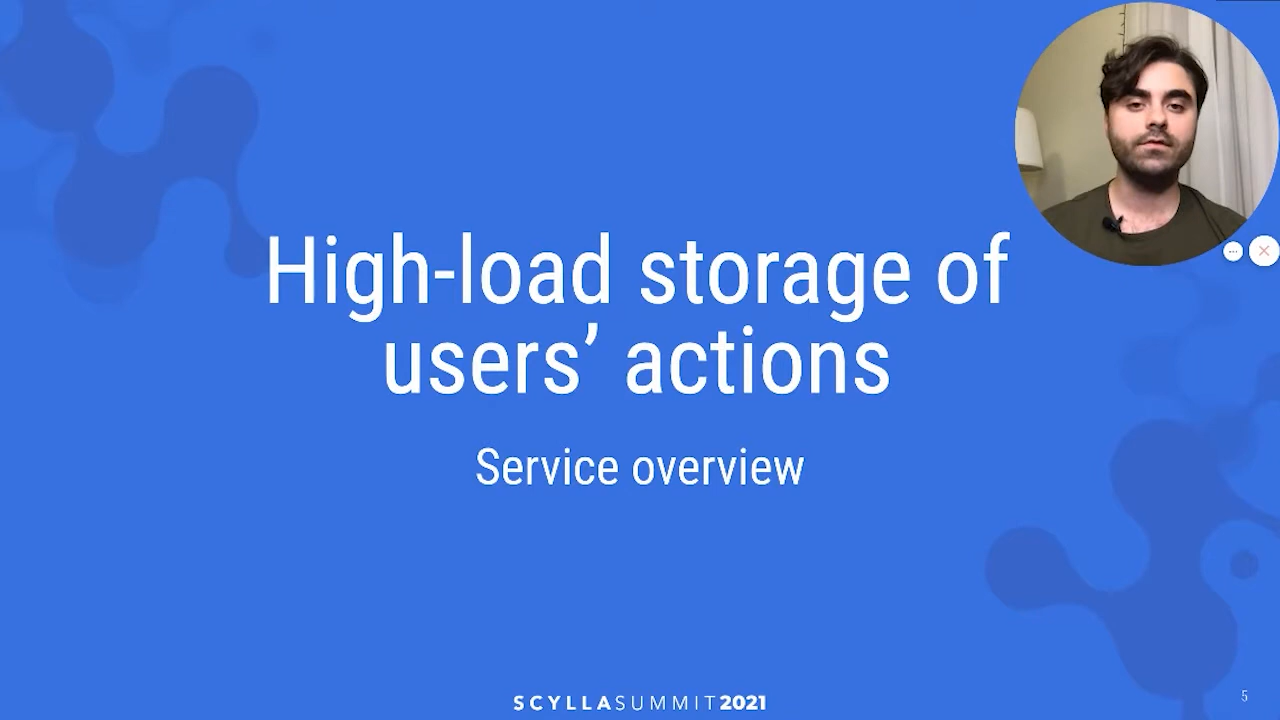 High-load storage of
users’ actions
Service overview
SCYLLASUMMIT2021
5